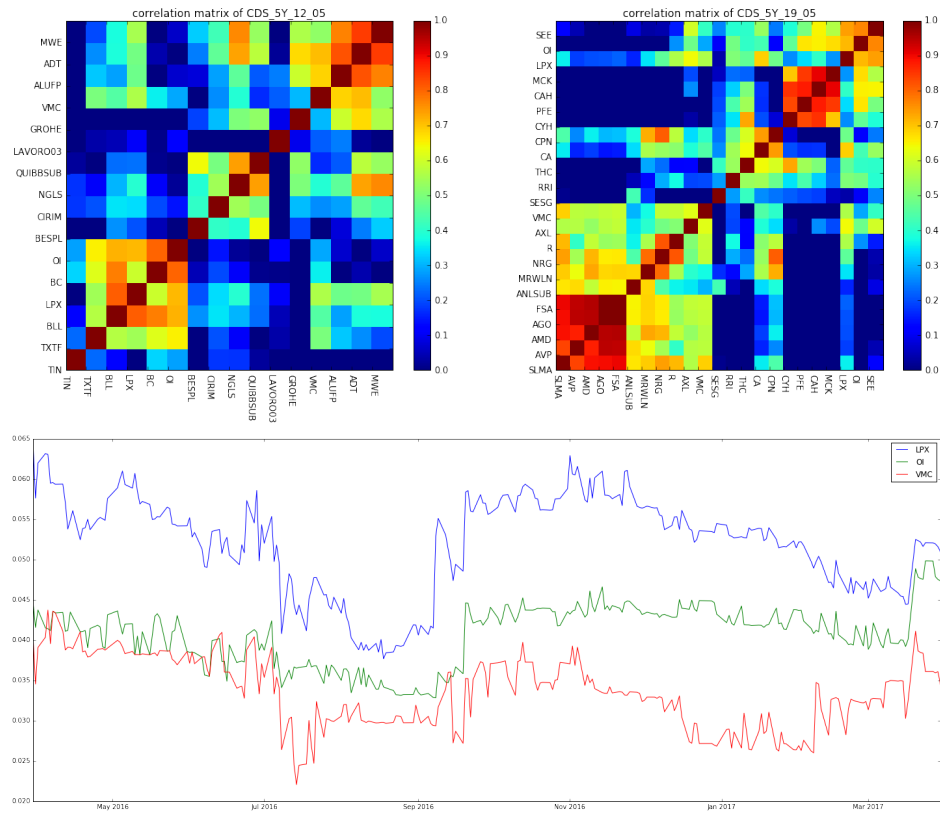 correlation matrix of CDS_5Y_12_05
MWE
ADT
ALUFP
VMC
GROHE
LAVORO03
QUIBBSUB
NGLS
CIRIM
BESPL
OI
BC
LPX
BLL
TXTF
TIN
TIN
TXTF
BLL
LPX
BC
OI
BESPL
CIRIM
NGLS
QUIBBSUB
LAVORO03
GROHE
VMC
ALUFP
ADT
MWE
1.0
0.9
0.8
0.7
0.6
0.5
0.4
0.3
0.2
0.1
0.0
correlation matrix of CDS_5Y_19_05
SEE
OI
LPX
MCK
CAH
PFE
CYH
CPN
CA
THC
RRI
SESG
VMC
AXL
R
NRG
MRWLN
ANLSUB
FSA
AGO
AMD
AVP
SLMA
SLMA
AVP
AMD
AGO
FSA
ANLSUB
MRWLN
NRG
R
AXL
VMC
SESG
RRI
THC
CA
CPN
CYH
PFE
CAH
MCK
LPX
OI
SEE
1.0
0.9
0.8
0.7
0.6
0.5
0.4
0.3
0.2
0.1
0.0
0.065
0.060
0.055
0.050
0.045
0.040
0.035
0.030
0.025
0.020
LPX
OI
VMC
May 2016
Jul 2016
Sep 2016
Nov 2016
Jan 2017
Mar 2017